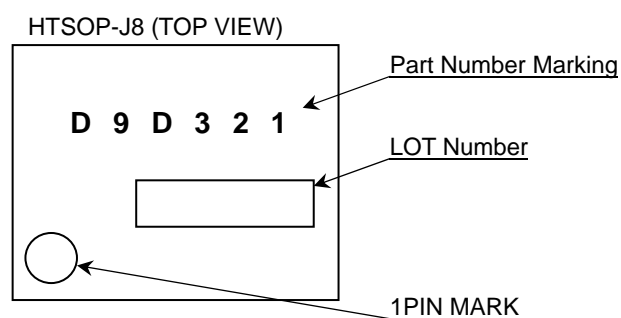 HTSOP-J8 (TOP VIEW)
Part Number Marking
D 9 D 3 2 1
LOT Number
1PIN MARK